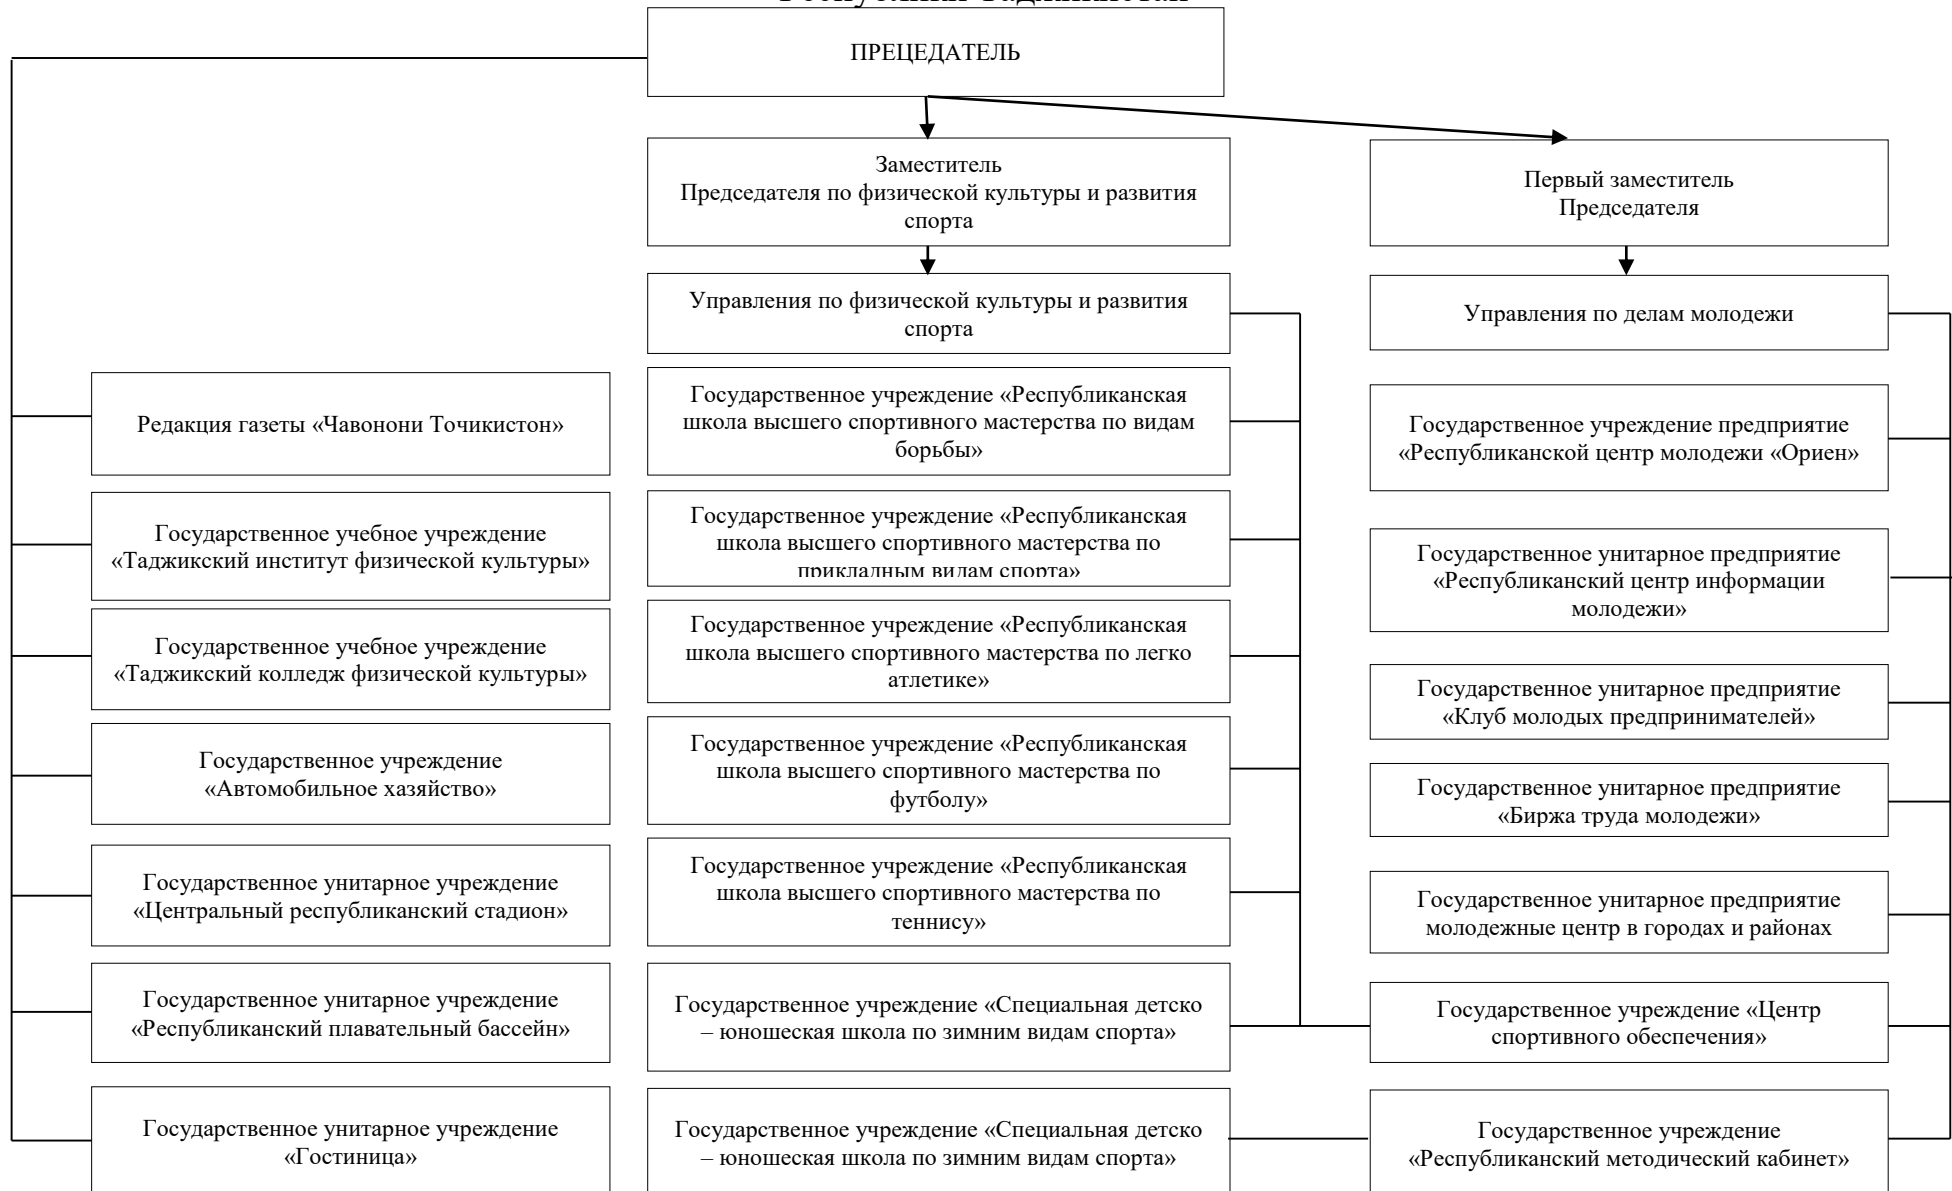 ПРЕЦЕДАТЕЛЬ
Заместитель
Председателя по физической культуры и развития
спорта
Первый заместитель
Председателя
Управления по физической культуры и развития
спорта
Управления по делам молодежи
Редакция газеты «Чавонони Точикистон»
Государственное учебное учреждение
«Таджикский институт физической культуры»
Государственное учебное учреждение
«Таджикский колледж физической культуры»
Государственное учреждение
«Автомобильное хазяйство»
Государственное унитарное учреждение
«Центральный республиканский стадион»
Государственное унитарное учреждение
«Республиканский плавательный бассейн»
Государственное унитарное учреждение
«Гостиница»
Государственное учреждение «Республиканская
школа высшего спортивного мастерства по видам
борьбы»
Государственное учреждение «Республиканская
школа высшего спортивного мастерства по
прикладным видам спорта»
Государственное учреждение «Республиканская
школа высшего спортивного мастерства по легко
атлетике»
Государственное учреждение «Республиканская
школа высшего спортивного мастерства по
футболу»
Государственное учреждение «Республиканская
школа высшего спортивного мастерства по
теннису»
Государственное учреждение «Специальная детско
– юношеская школа по зимним видам спорта»
Государственное учреждение «Специальная детско
– юношеская школа по зимним видам спорта»
Государственное учреждение предприятие
«Республиканской центр молодежи «Ориен»
Государственное унитарное предприятие
«Республиканский центр информации
молодежи»
Государственное унитарное предприятие
«Клуб молодых предпринимателей»
Государственное унитарное предприятие
«Биржа труда молодежи»
Государственное унитарное предприятие
молодежные центр в городах и районах
Государственное учреждение «Центр
спортивного обеспечения»
Государственное учреждение
«Республиканский методический кабинет»